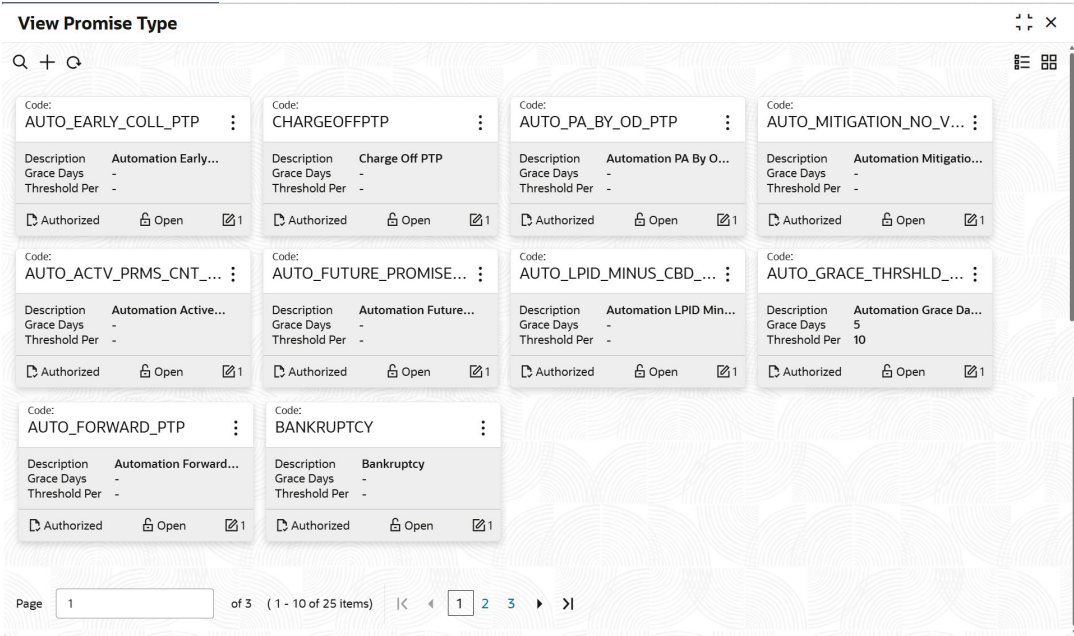 View Promise Type
Code: Code: Code: Code:
AUTO_EARLY_COLL_PTP CHARGEOFFPTP AUTO_PA_BY_OD_PTP AUTO_MITIGATION_NO_V...
Description Automation Early... Description Charge Off PTP Description Automation PA By O... Description Automation Mitigatio...
Grace Days - Grace Days - Grace Days - Grace Days -
Threshold Per - Threshold Per - Threshold Per - Threshold Per -
Authorized Open 1 Authorized Open 1 Authorized Open 1 Authorized Open 1
Code: Code: Code: Code:
AUTO_ACTV_PRMS_CNT_... AUTO_FUTURE_PROMISE... AUTO_LPID_MINUS_CBD_... AUTO_GRACE_THRSHLD_...
Description Automation Active... Description Automation Future... Description Automation LPID Min... Description Automation Grace Da...
Grace Days - Grace Days - Grace Days - Grace Days 5
Threshold Per - Threshold Per - Threshold Per - Threshold Per 10
Authorized Open 1 Authorized Open 1 Authorized Open 1 Authorized Open 1
Code: Code:
AUTO_FORWARD_PTP BANKRUPTCY
Description Automation Forward... Description Bankruptcy
Grace Days - Grace Days -
Threshold Per - Threshold Per -
Authorized Open 1 Authorized Open 1
Page 1 of 3 ( 1 - 10 of 25 items) 1 2 3